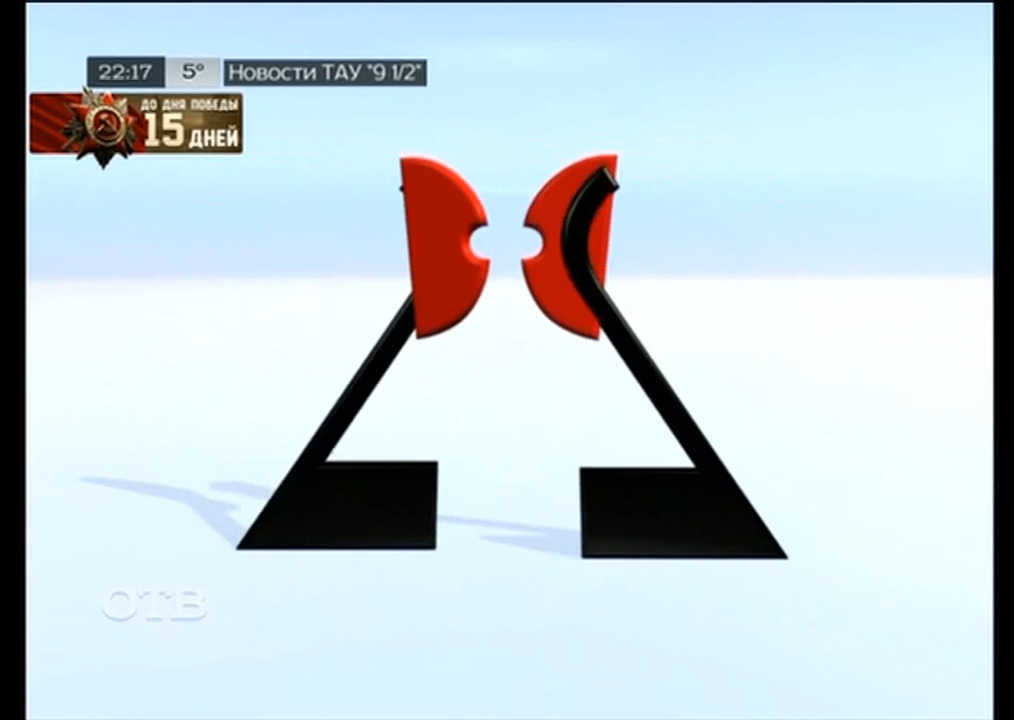 22:17 5° Новости ТАУ "9 1/2"
ДО ДНЯ ПОБЕДЫ
15 ДНЕЙ
ОТВ